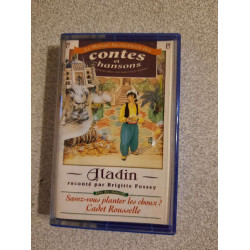 contes
et
chansons
Aladin
raconté par Brigitte Fossey
Savez-vous planter les choux ?
Cadet Rousselle